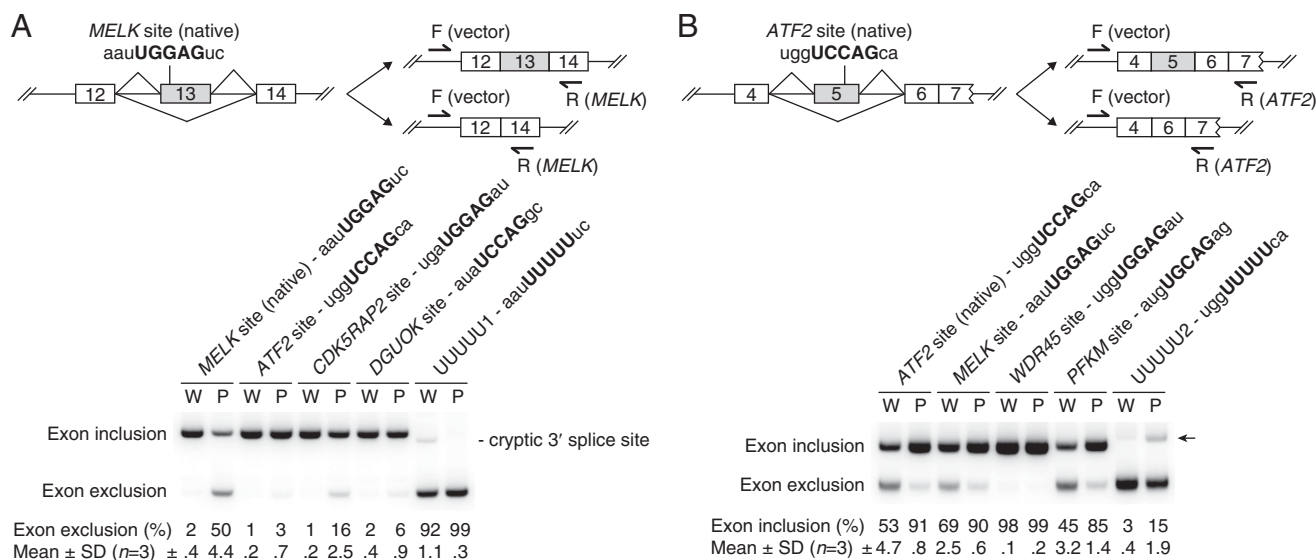 A
MELK site (native)
aauUGGAGuc
12 13 14
F (vector)
12 13 14
R (MELK)
F (vector)
12 14
R (MELK)
MELK site (native) - aauUGGAGuc
ATF2 site - uggUCCAGca
CDK5RAP2 site - ugaUGGAGau
DGUOK site - auaUCCAGgc
UUUUU1 - aauUUUUUuc
W P W P W P W P W P
Exon inclusion
- cryptic 3' splice site
Exon exclusion
Exon exclusion (%) 2 50 1 3 1 16 2 6 92 99
Mean ± SD (n=3) ± .4 4.4 .2 .7 .2 2.5 .4 .9 1.1 .3
B
ATF2 site (native)
uggUCCAGca
4 5 6 7
F (vector)
4 5 6 7
R (ATF2)
F (vector)
4 6 7
R (ATF2)
ATF2 site (native) - uggUCCAGca
MELK site - aauUGGAGuc
WDR45 site - uggUGGAGau
PFKM site - augUGCAGag
UUUUU2 - uggUUUUUca
W P W P W P W P W P
Exon inclusion
Exon exclusion
Exon inclusion (%) 53 91 69 90 98 99 45 85 3 15
Mean ± SD (n=3) ± 4.7 .8 2.5 .6 .1 .2 3.2 1.4 .4 1.9